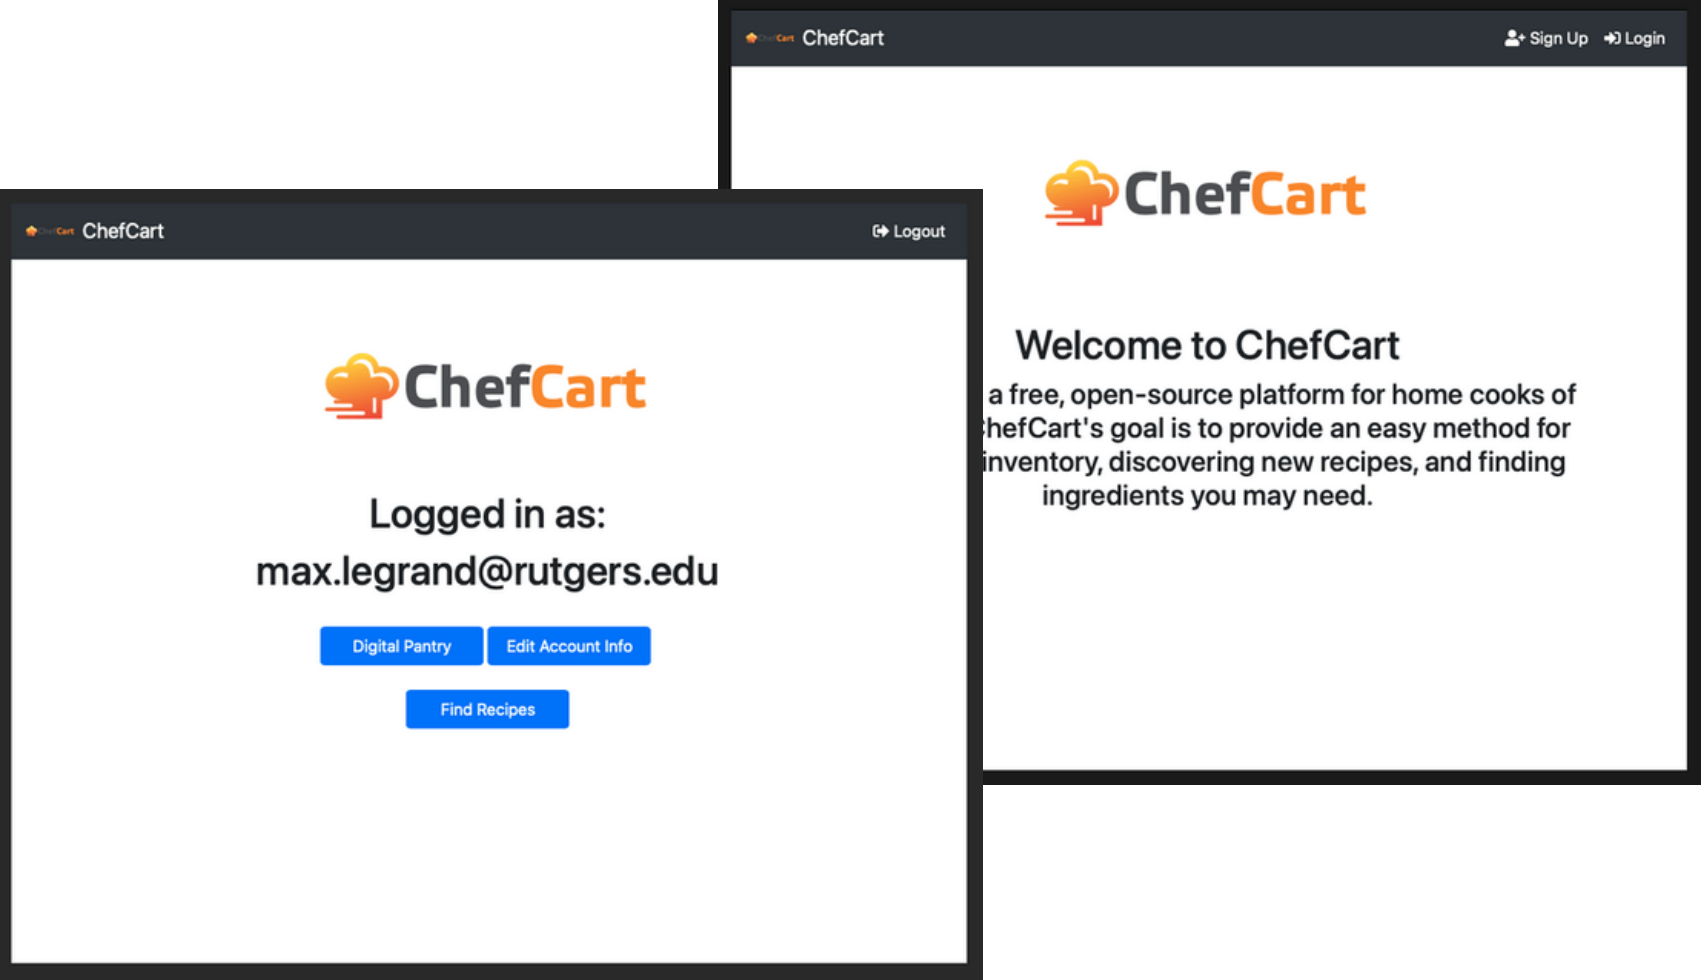 ChefCart ChefCart
Sign Up Login
ChefCart
Welcome to ChefCart
a free, open-source platform for home cooks of
hefCart's goal is to provide an easy method for
inventory, discovering new recipes, and finding
ingredients you may need.
ChefCart ChefCart
Logout
ChefCart
Logged in as:
max.legrand@rutgers.edu
Digital Pantry
Edit Account Info
Find Recipes